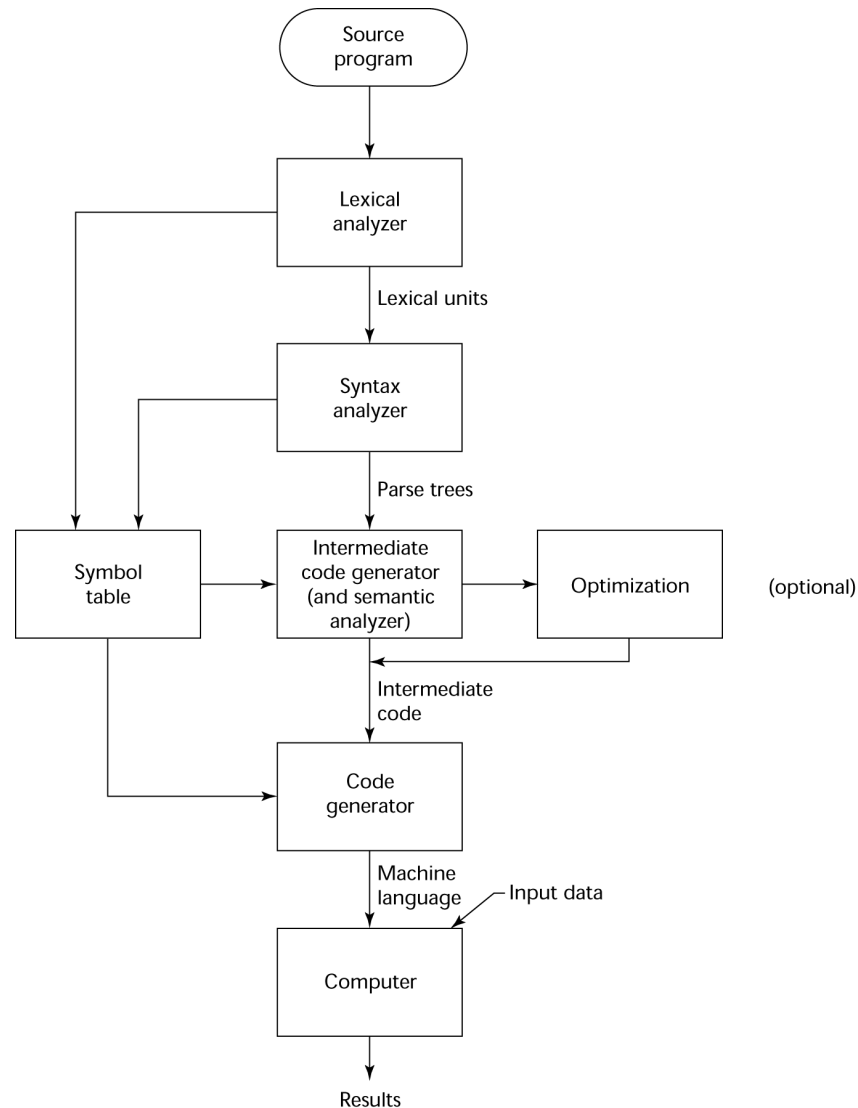 Source
program
Lexical
analyzer
Lexical units
Syntax
analyzer
Parse trees
Symbol
table
Intermediate
code generator
(and semantic
analyzer)
Optimization
(optional)
Intermediate
code
Code
generator
Machine
language
Input data
Computer
Results